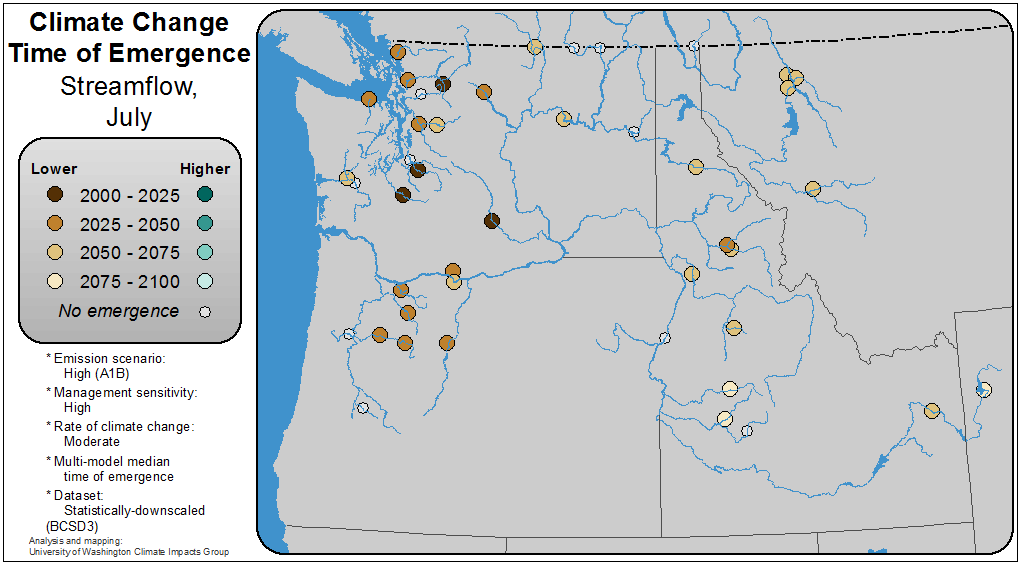 Climate Change
Time of Emergence
Streamflow,
July
Lower Higher
2000 - 2025
2025 - 2050
2050 - 2075
2075 - 2100
No emergence
* Emission scenario:
High (A1B)
* Management sensitivity:
High
* Rate of climate change:
Moderate
* Multi-model median
time of emergence
* Dataset:
Statistically-downscaled
(BCSD3)
Analysis and mapping:
University of Washington Climate Impacts Group